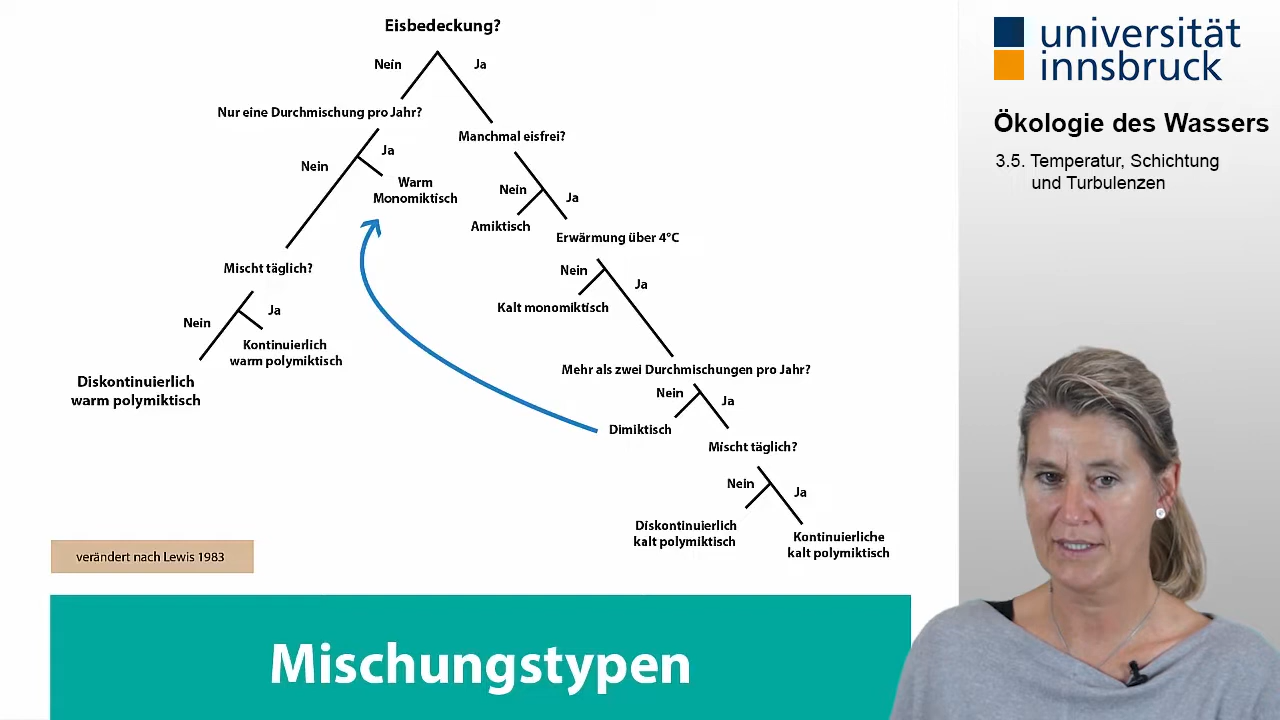 Eisbedeckung?
Nein
Ja
Nur eine Durchmischung pro Jahr?
Manchmal eisfrei?
Nein
Ja
Warm
Monomiktisch
Nein
Ja
Amiktisch
Erwärmung über 4°C
Mischt täglich?
Nein
Ja
Kalt monomiktisch
Nein
Ja
Kontinuierlich
warm polymiktisch
Diskontinuierlich
warm polymiktisch
Mehr als zwei Durchmischungen pro Jahr?
Nein
Ja
Dimiktisch
Mischt täglich?
Nein
Ja
Diskontinuierlich
kalt polymiktisch
Kontinuierliche
kalt polymiktisch
verändert nach Lewis 1983
Mischungstypen
universität
innsbruck
Ökologie des Wassers
3.5. Temperatur, Schichtung
und Turbulenzen